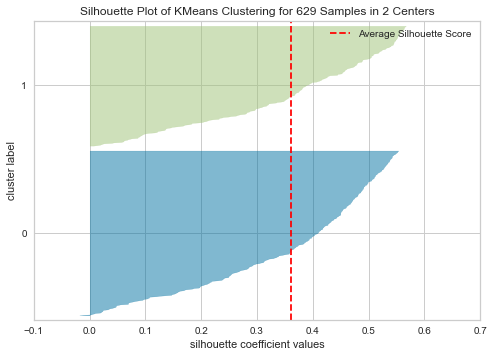 Silhouette Plot of KMeans Clustering for 629 Samples in 2 Centers
Average Silhouette Score
1
cluster label
0
−0.1 0.0 0.1 0.2 0.3 0.4 0.5 0.6 0.7
silhouette coefficient values